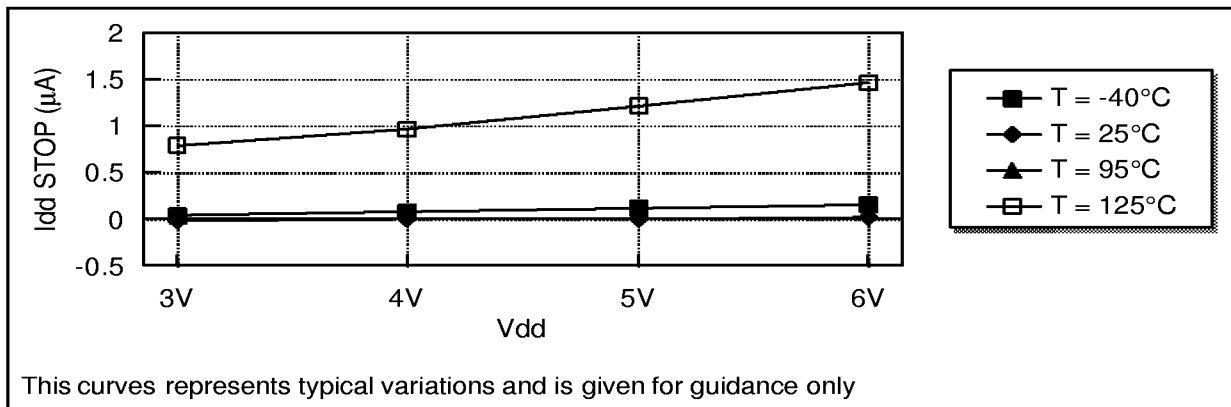 2
1.5
1
0.5
0
-0.5
Idd STOP (µA)
3V 4V 5V 6V
Vdd
T = -40°C
T = 25°C
T = 95°C
T = 125°C
This curves represents typical variations and is given for guidance only